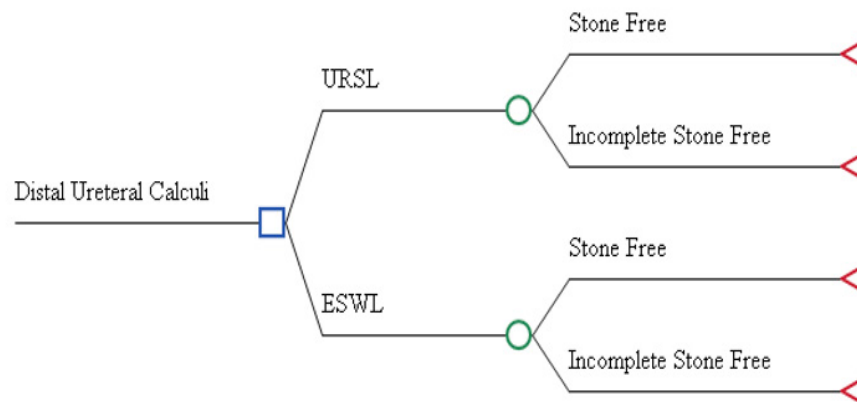 Stone Free
URSL
Incomplete Stone Free
Distal Ureteral Calculi
Stone Free
ESWL
Incomplete Stone Free